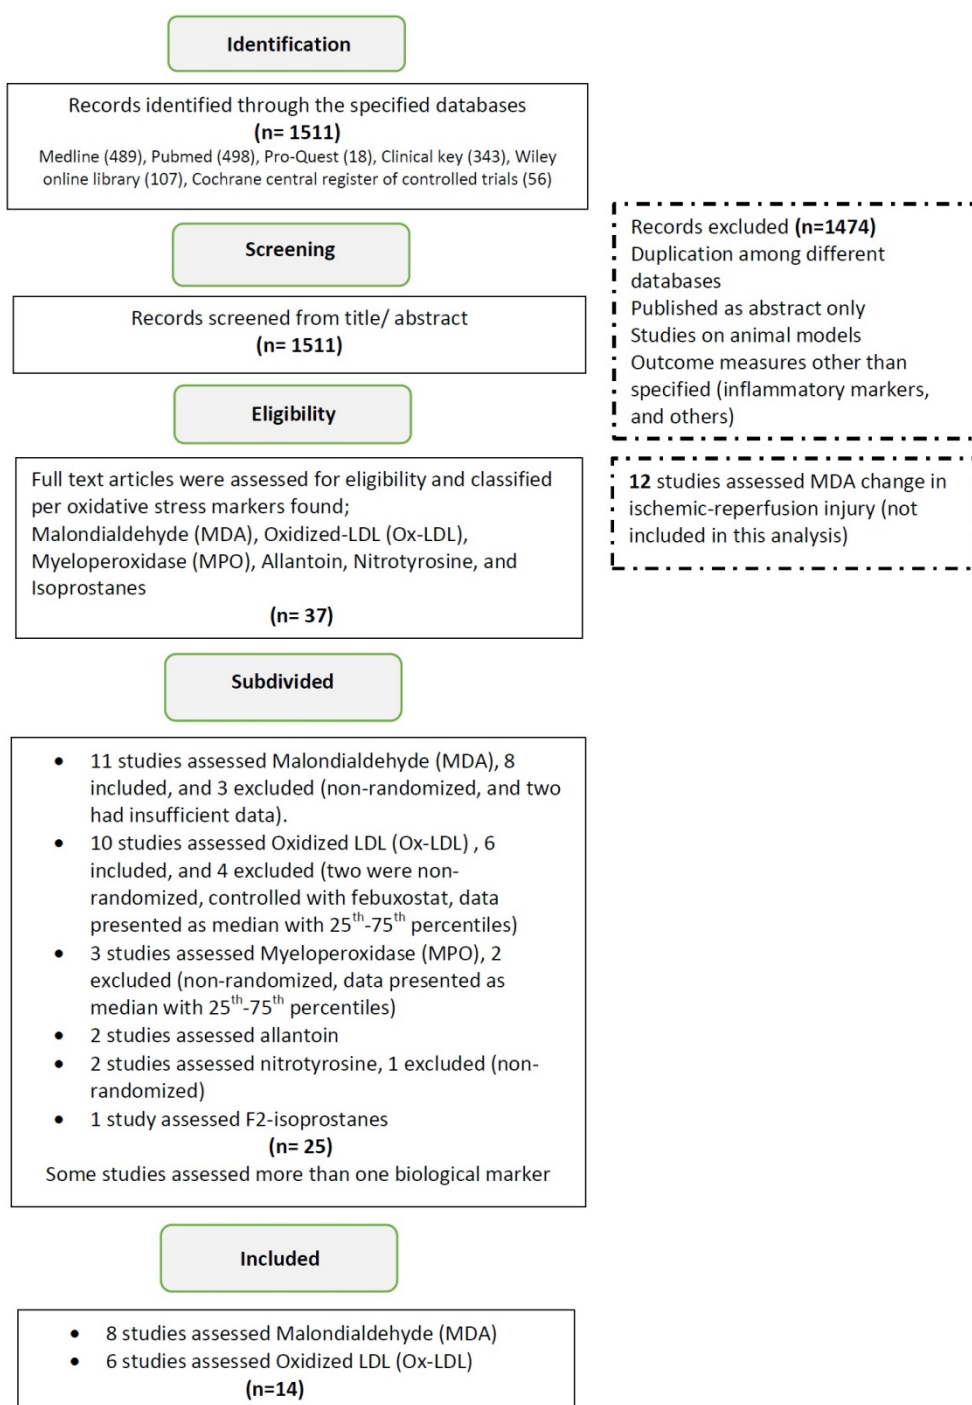 Identification
Records identified through the specified databases
(n= 1511)
Medline (489), Pubmed (498), Pro-Quest (18), Clinical key (343), Wiley
online library (107), Cochrane central register of controlled trials (56)
Screening
Records screened from title/ abstract
(n= 1511)
Records excluded (n=1474)
Duplication among different
databases
Published as abstract only
Studies on animal models
Outcome measures other than
specified (inflammatory markers,
and others)
Eligibility
Full text articles were assessed for eligibility and classified
per oxidative stress markers found;
Malondialdehyde (MDA), Oxidized-LDL (Ox-LDL),
Myeloperoxidase (MPO), Allantoin, Nitrotyrosine, and
Isoprostanes
(n= 37)
12 studies assessed MDA change in
ischemic-reperfusion injury (not
included in this analysis)
Subdivided
• 11 studies assessed Malondialdehyde (MDA), 8
included, and 3 excluded (non-randomized, and two
had insufficient data).
• 10 studies assessed Oxidized LDL (Ox-LDL) , 6
included, and 4 excluded (two were non-
randomized, controlled with febuxostat, data
presented as median with 25th-75th percentiles)
• 3 studies assessed Myeloperoxidase (MPO), 2
excluded (non-randomized, data presented as
median with 25th-75th percentiles)
• 2 studies assessed allantoin
• 2 studies assessed nitrotyrosine, 1 excluded (non-
randomized)
• 1 study assessed F2-isoprostanes
(n= 25)
Some studies assessed more than one biological marker
Included
• 8 studies assessed Malondialdehyde (MDA)
• 6 studies assessed Oxidized LDL (Ox-LDL)
(n=14)